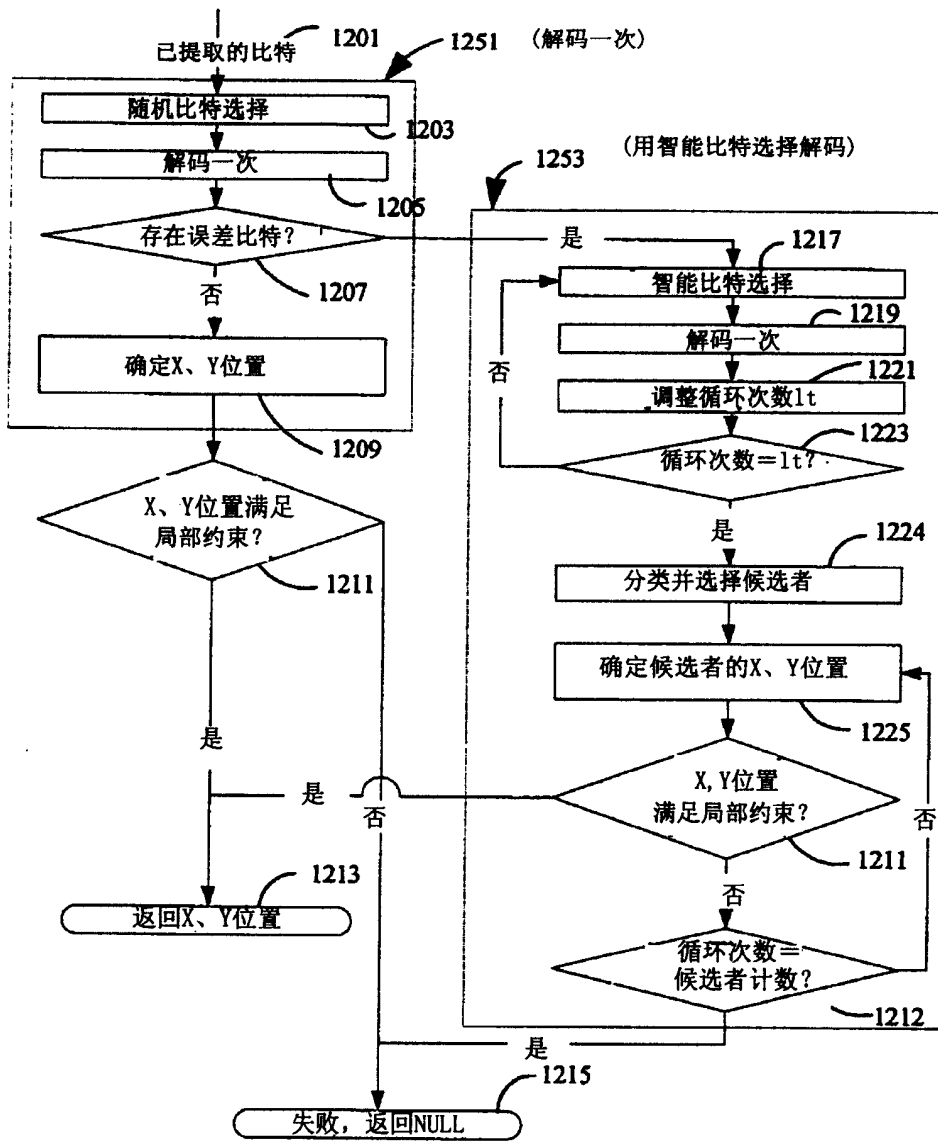 已提取的比特
1201
1251
(解码一次)
随机比特选择
1203
解码一次
1205
存在误差比特？
1207
否
确定X、Y位置
1209
X、Y位置满足
局部约束？
1211
是
否
1213
返回X、Y位置
1253
(用智能比特选择解码)
是
1217
智能比特选择
1219
解码一次
1221
调整循环次数lt
1223
循环次数＝lt？
否
是
1224
分类并选择候选者
确定候选者的X、Y位置
1225
X,Y位置
满足局部约束？
1211
是
否
否
循环次数＝
候选者计数？
1212
是
1215
失败，返回NULL